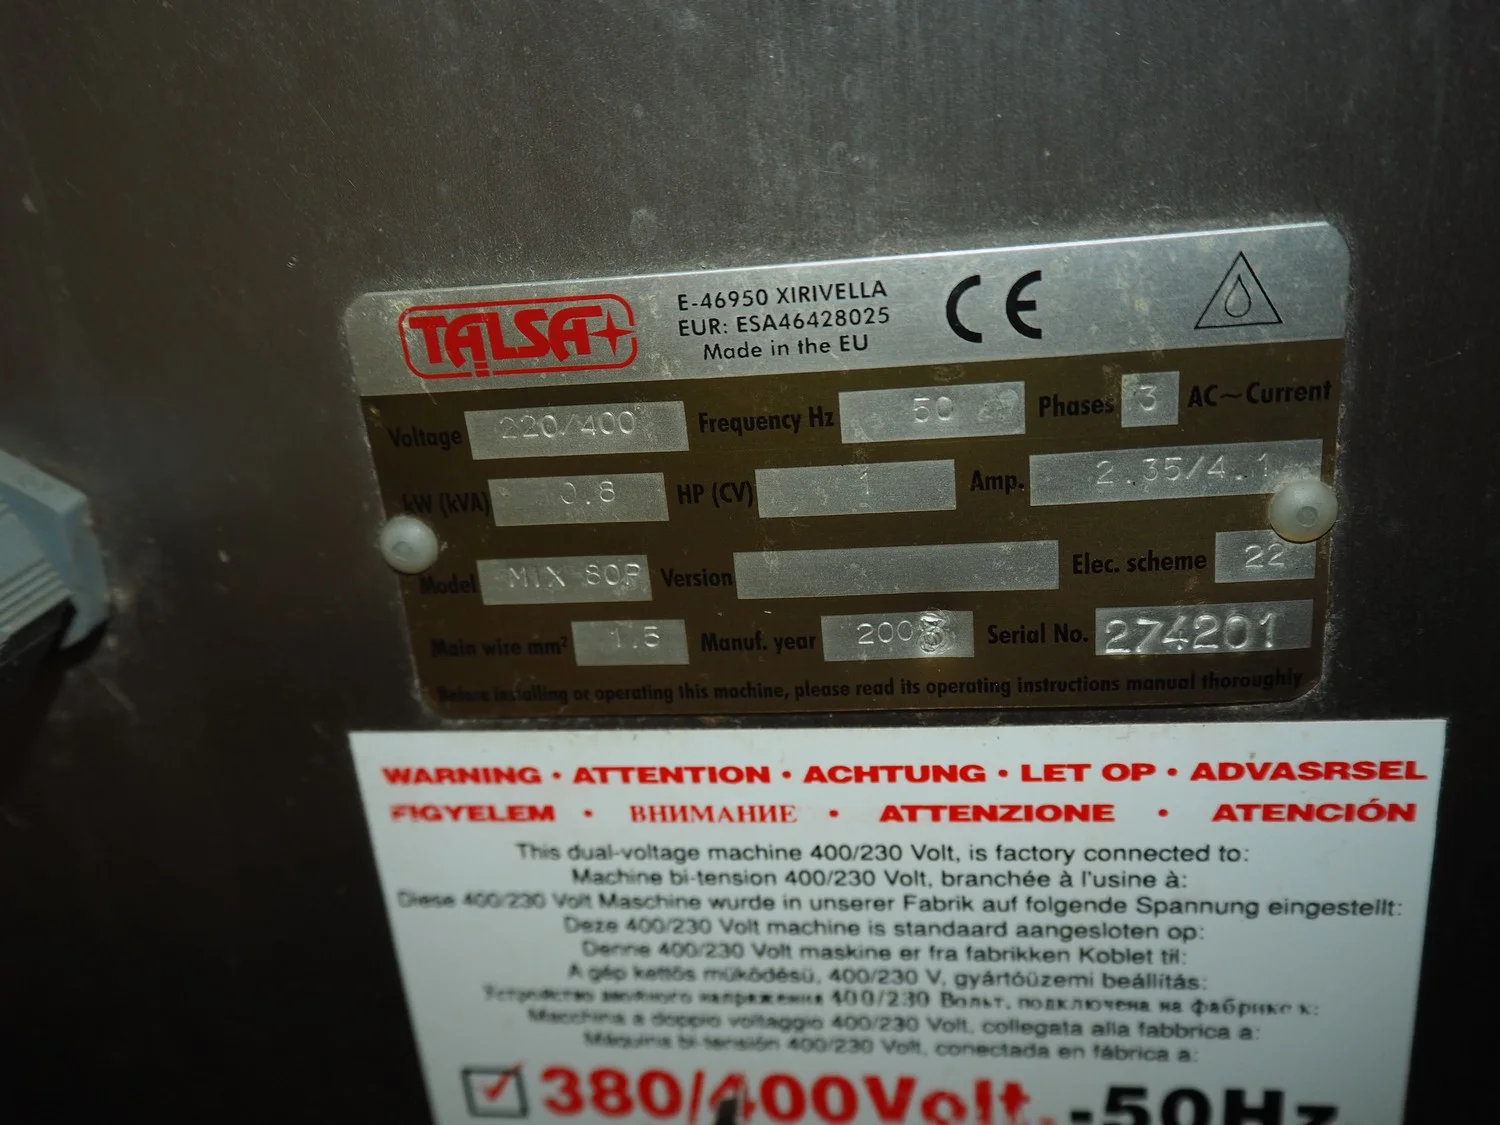 TALSA
E-46950 XIRIVELLA
EUR: ESA46428025
Made in the EU
CE
Voltage 220/400 Frequency Hz 50 Phases 3 AC~Current
kW (kVA) 0.8 HP (CV) 1 Amp. 2.35/4.1
Model MIX 80P Version Elec. scheme 22
Main wire mm² 1.5 Manuf. year 2008 Serial No. 274201
Before installing or operating this machine, please read its operating instructions manual thoroughly
WARNING · ATTENTION · ACHTUNG · LET OP · ADVASRSEL
FIGYELEM · ВНИМАНИЕ · ATTENZIONE · ATENCIÓN
This dual-voltage machine 400/230 Volt, is factory connected to:
Machine bi-tension 400/230 Volt, branchée à l'usine à:
Diese 400/230 Volt Maschine wurde in unserer Fabrik auf folgende Spannung eingestellt:
Deze 400/230 Volt machine is standaard aangesloten op:
Denne 400/230 Volt maskine er fra fabrikken Koblet til:
A gép kettős müködésü, 400/230 V, gyártóüzemi beállítás:
Устройство двойного напряжения 400/230 Вольт, подключена на фабрике к:
Macchina a doppio voltaggio 400/230 Volt, collegata alla fabbrica a:
Máquina bi-tensión 400/230 Volt, conectada en fábrica a:
380/400Volt.-50Hz